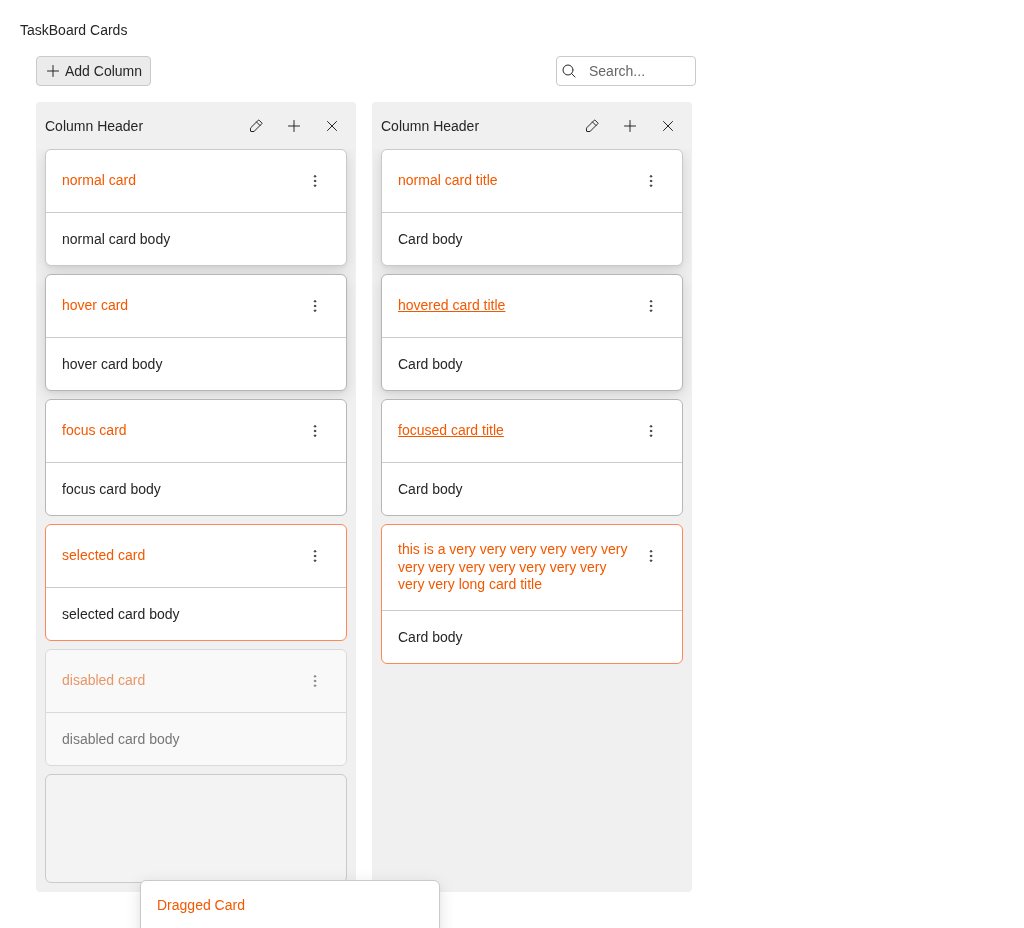 TaskBoard Cards
Add Column
Search...
Column Header
normal card
normal card body
hover card
hover card body
focus card
focus card body
selected card
selected card body
disabled card
disabled card body
Column Header
normal card title
Card body
hovered card title
Card body
focused card title
Card body
this is a very very very very very very
very very very very very very very
very very long card title
Card body
Dragged Card